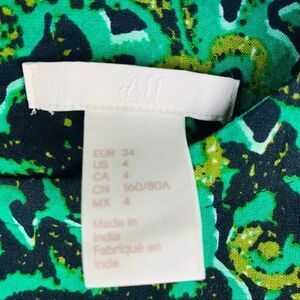 H&M
EUR 34
US 4
CA 4
CN 160/80A
MX 4
Made in
India
Fabriqué en
Inde